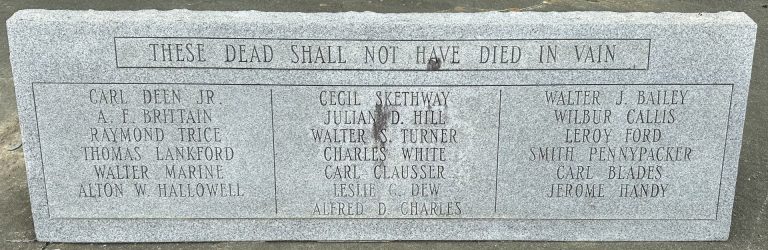 THESE DEAD SHALL NOT HAVE DIED IN VAIN
CARL DEEN JR.
A. F. BRITTAIN
RAYMOND TRICE
THOMAS LANKFORD
WALTER MARINE
ALTON W HALLOWELL
CECIL SKETHWAY
JULIAN D. HILL
WALTER S. TURNER
CHARLES WHITE
CARL CLAUSSER
LESLIE C. DEW
ALFRED D. CHARLES
WALTER J. BAILEY
WILBUR CALLIS
LEROY FORD
SMITH PENNYPACKER
CARL BLADES
JEROME HANDY